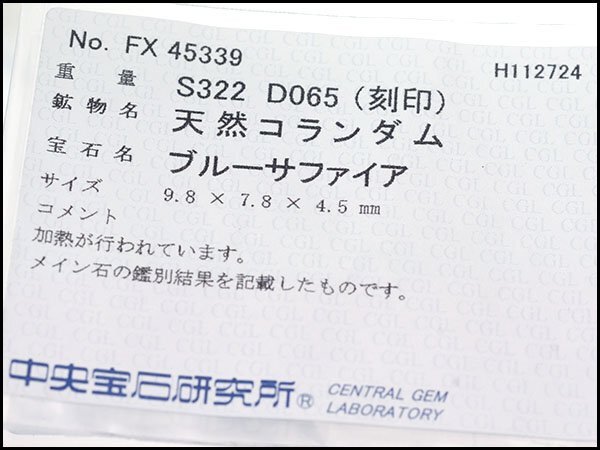 No. FX 45339
H112724
重量 S322 D065 (刻印)
鉱物名 天然コランダム
宝石名 ブルーサファイア
サイズ 9.8 × 7.8 × 4.5 mm
コメント
加熱が行われています。
メイン石の鑑別結果を記載したものです。
中央宝石研究所® CENTRAL GEM
LABORATORY